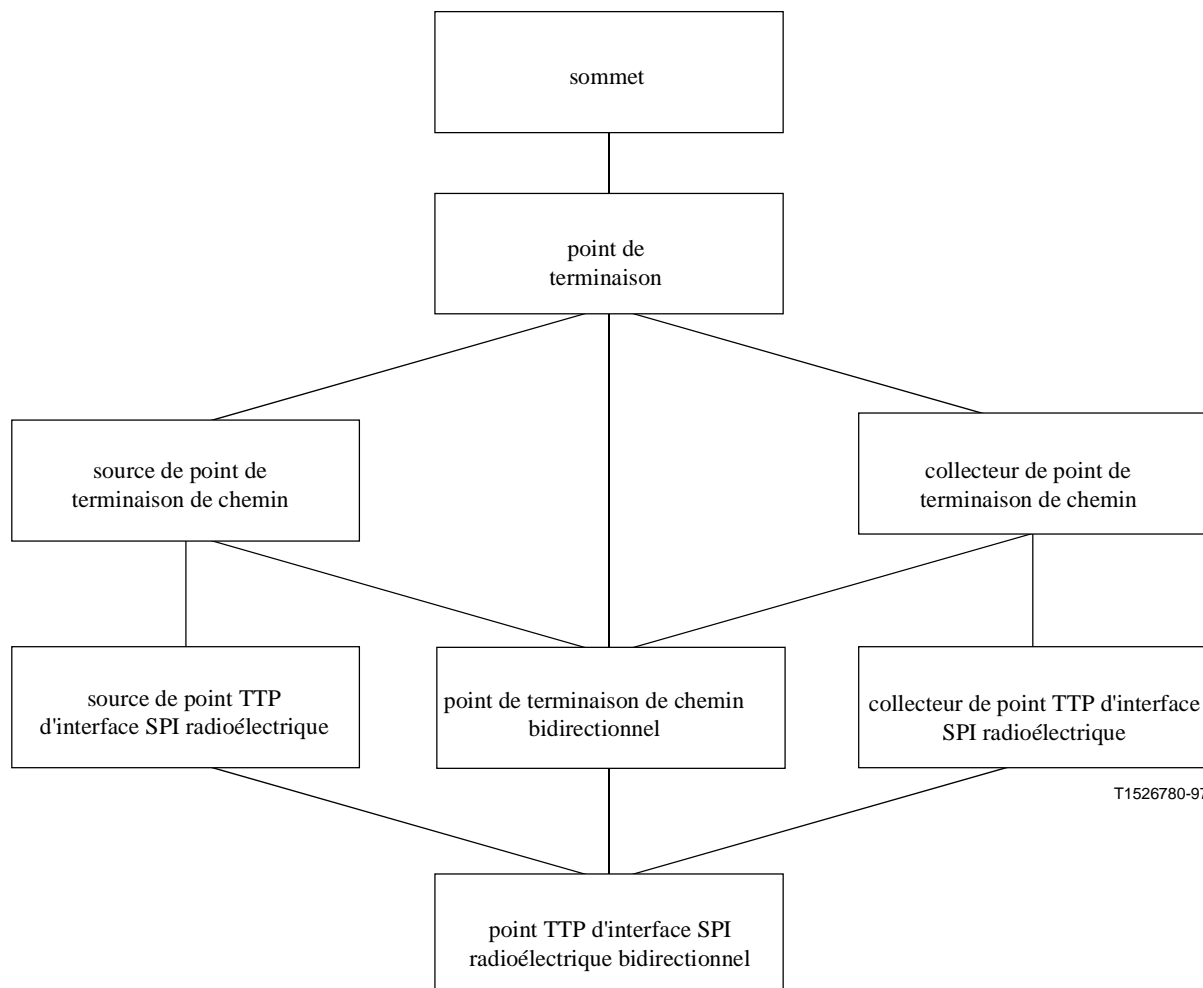 sommet
point de
terminaison
source de point de
terminaison de chemin
collecteur de point de
terminaison de chemin
source de point TTP
d'interface SPI radioélectrique
point de terminaison de chemin
bidirectionnel
collecteur de point TTP d'interface
SPI radioélectrique
T1526780-97
point TTP d'interface SPI
radioélectrique bidirectionnel